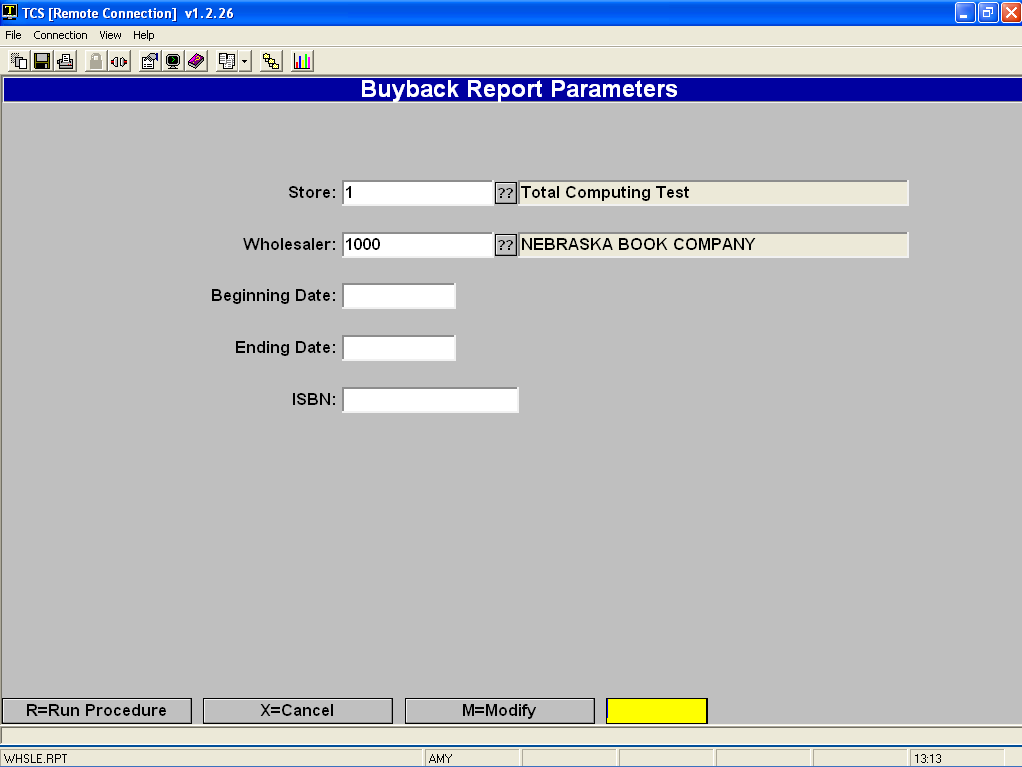 TCS [Remote Connection] v1.2.26
File Connection View Help
Buyback Report Parameters
Store: 1 ?? Total Computing Test
Wholesaler: 1000 ?? NEBRASKA BOOK COMPANY
Beginning Date:
Ending Date:
ISBN:
R=Run Procedure X=Cancel M=Modify
WHSLE.RPT AMY 13:13